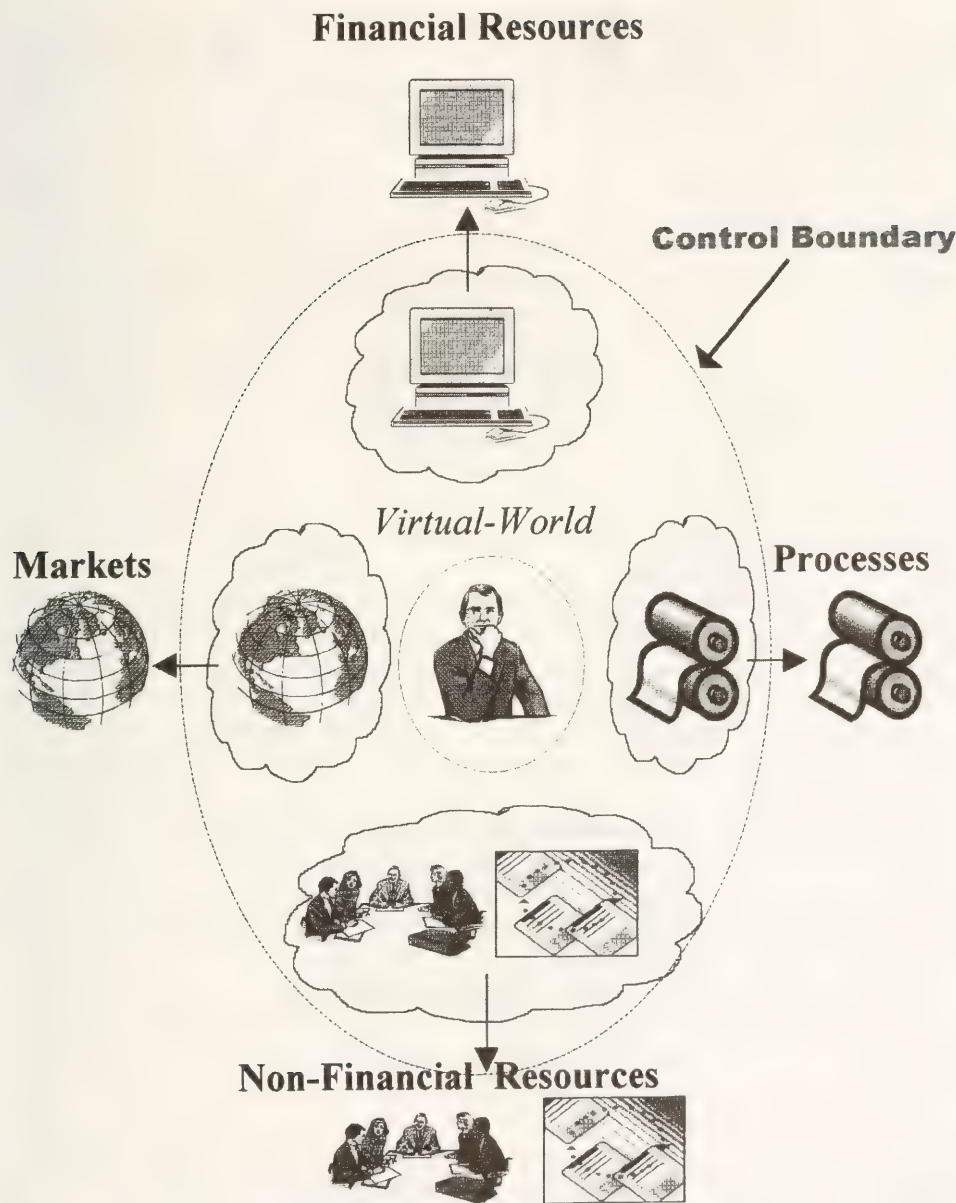 Financial Resources
Control Boundary
Virtual-World
Markets
Processes
Non-Financial Resources